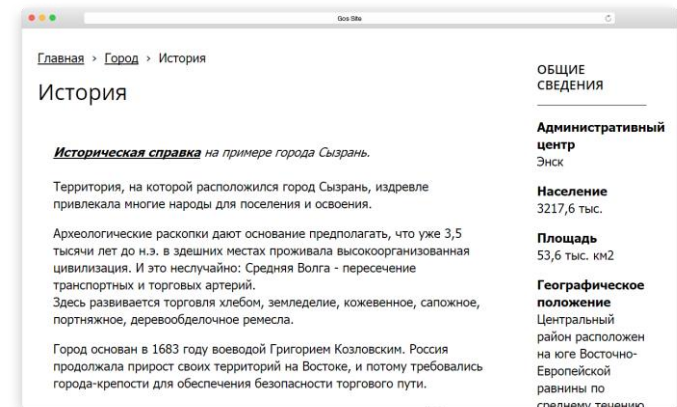 Gos Site
Главная › Город › История
История
Историческая справка на примере города Сызрань.
Территория, на которой расположился город Сызрань, издревле
привлекала многие народы для поселения и освоения.
Археологические раскопки дают основание предполагать, что уже 3,5
тысячи лет до н.э. в здешних местах проживала высокоорганизованная
цивилизация. И это неслучайно: Средняя Волга - пересечение
транспортных и торговых артерий.
Здесь развивается торговля хлебом, земледелие, кожевенное, сапожное,
портняжное, деревообделочное ремесла.
Город основан в 1683 году воеводой Григорием Козловским. Россия
продолжала прирост своих территорий на Востоке, и потому требовались
города-крепости для обеспечения безопасности торгового пути.
ОБЩИЕ
СВЕДЕНИЯ
Административный
центр
Энск
Население
3217,6 тыс.
Площадь
53,6 тыс. км2
Географическое
положение
Центральный
район расположен
на юге Восточно-
Европейской
равнины по
среднему течению